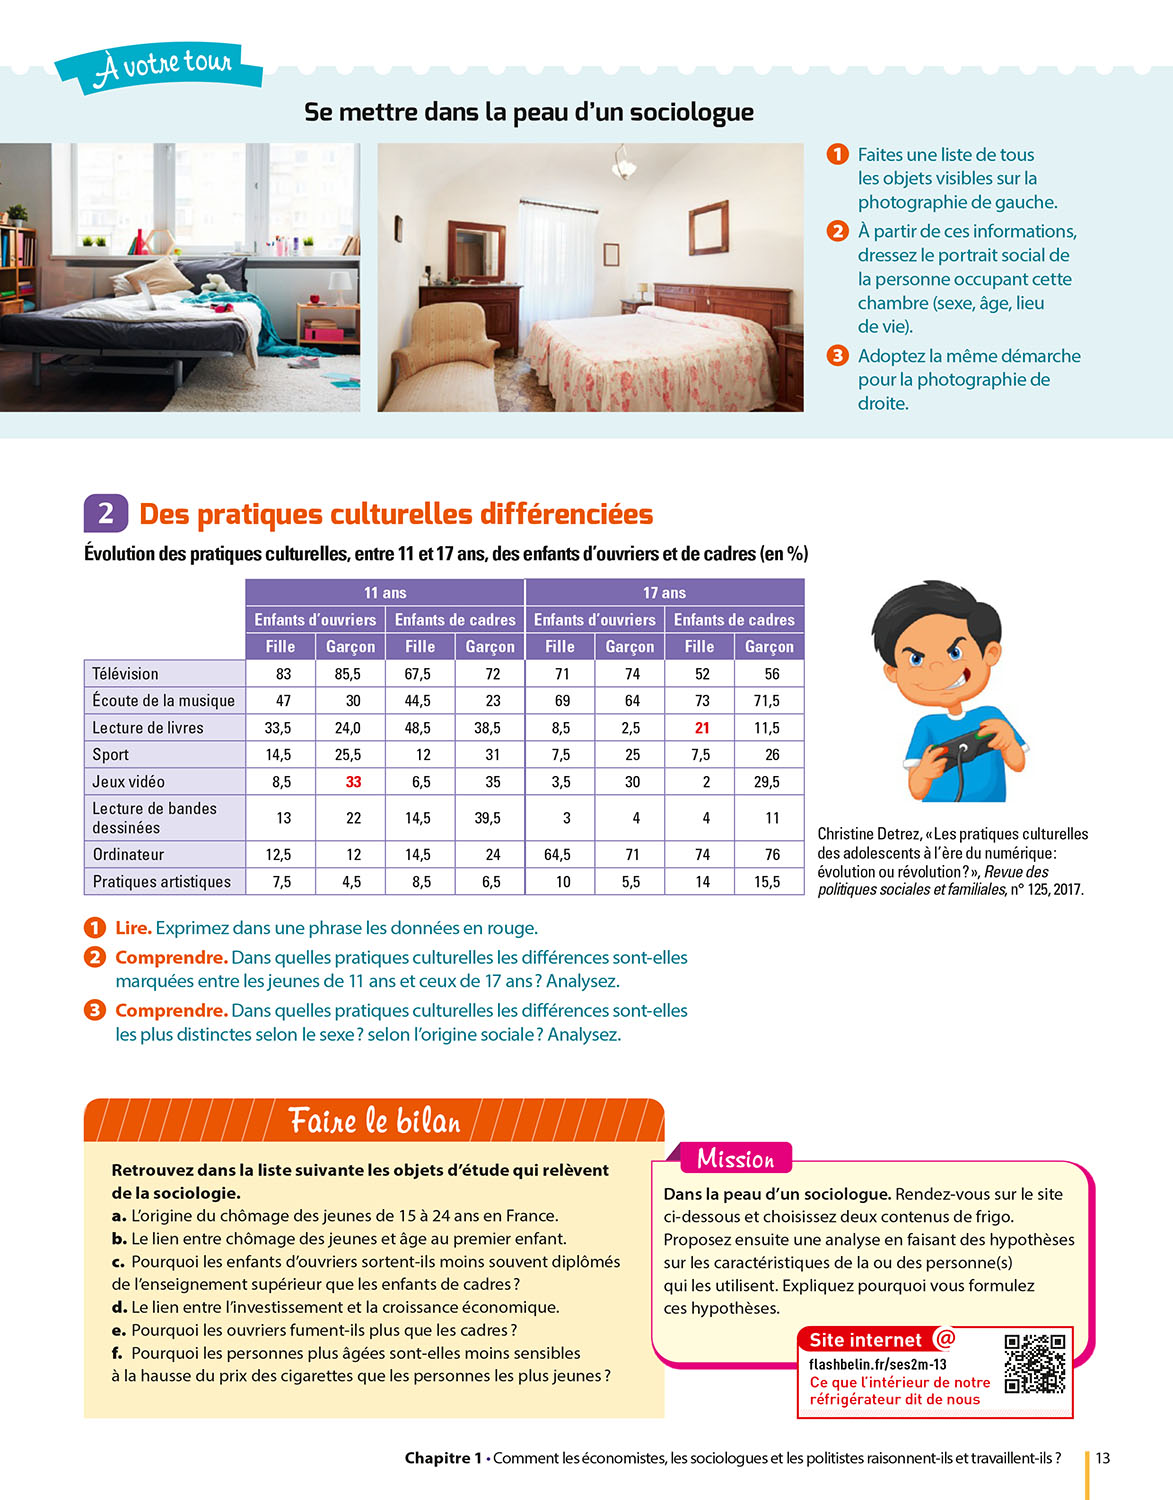 À votre tour
Se mettre dans la peau d'un sociologue
1 Faites une liste de tous
les objets visibles sur la
photographie de gauche.
2 À partir de ces informations,
dressez le portrait social de
la personne occupant cette
chambre (sexe, âge, lieu
de vie).
3 Adoptez la même démarche
pour la photographie de
droite.
2 Des pratiques culturelles différenciées
Évolution des pratiques culturelles, entre 11 et 17 ans, des enfants d'ouvriers et de cadres (en %)
11 ans 17 ans
Enfants d'ouvriers Enfants de cadres Enfants d'ouvriers Enfants de cadres
Fille Garçon Fille Garçon Fille Garçon Fille Garçon
Télévision 83 85,5 67,5 72 71 74 52 56
Écoute de la musique 47 30 44,5 23 69 64 73 71,5
Lecture de livres 33,5 24,0 48,5 38,5 8,5 2,5 21 11,5
Sport 14,5 25,5 12 31 7,5 25 7,5 26
Jeux vidéo 8,5 33 6,5 35 3,5 30 2 29,5
Lecture de bandes
dessinées 13 22 14,5 39,5 3 4 4 11
Ordinateur 12,5 12 14,5 24 64,5 71 74 76
Pratiques artistiques 7,5 4,5 8,5 6,5 10 5,5 14 15,5
Christine Detrez, « Les pratiques culturelles
des adolescents à l'ère du numérique :
évolution ou révolution ? », Revue des
politiques sociales et familiales, n° 125, 2017.
1 Lire. Exprimez dans une phrase les données en rouge.
2 Comprendre. Dans quelles pratiques culturelles les différences sont-elles
marquées entre les jeunes de 11 ans et ceux de 17 ans ? Analysez.
3 Comprendre. Dans quelles pratiques culturelles les différences sont-elles
les plus distinctes selon le sexe ? selon l'origine sociale ? Analysez.
Faire le bilan
Retrouvez dans la liste suivante les objets d'étude qui relèvent
de la sociologie.
a. L'origine du chômage des jeunes de 15 à 24 ans en France.
b. Le lien entre chômage des jeunes et âge au premier enfant.
c. Pourquoi les enfants d'ouvriers sortent-ils moins souvent diplômés
de l'enseignement supérieur que les enfants de cadres ?
d. Le lien entre l'investissement et la croissance économique.
e. Pourquoi les ouvriers fument-ils plus que les cadres ?
f. Pourquoi les personnes plus âgées sont-elles moins sensibles
à la hausse du prix des cigarettes que les personnes les plus jeunes ?
Mission
Dans la peau d'un sociologue. Rendez-vous sur le site
ci-dessous et choisissez deux contenus de frigo.
Proposez ensuite une analyse en faisant des hypothèses
sur les caractéristiques de la ou des personne(s)
qui les utilisent. Expliquez pourquoi vous formulez
ces hypothèses.
Site internet @
flashbelin.fr/ses2m-13
Ce que l'intérieur de notre
réfrigérateur dit de nous
Chapitre 1 • Comment les économistes, les sociologues et les politistes raisonnent-ils et travaillent-ils ? 13